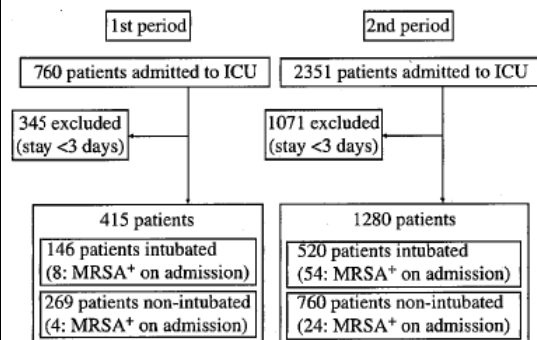 1st period
2nd period
760 patients admitted to ICU
2351 patients admitted to ICU
345 excluded
(stay <3 days)
1071 excluded
(stay <3 days)
415 patients
146 patients intubated
(8: MRSA⁺ on admission)
269 patients non-intubated
(4: MRSA⁺ on admission)
1280 patients
520 patients intubated
(54: MRSA⁺ on admission)
760 patients non-intubated
(24: MRSA⁺ on admission)